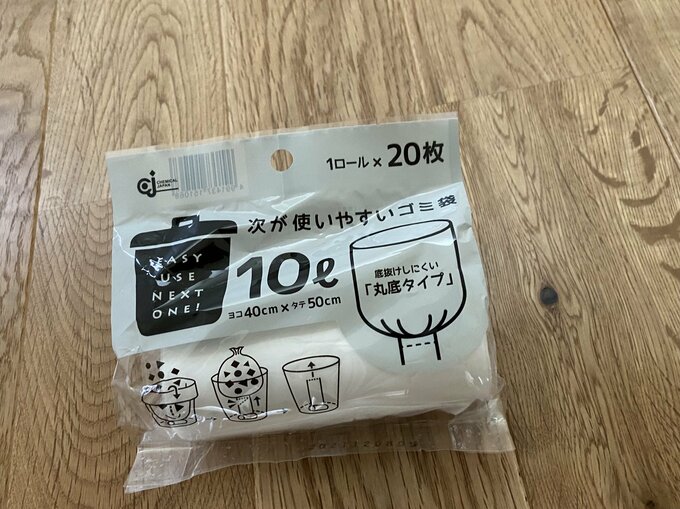 CHEMICAL
JAPAN
1ロール×20枚
次が使いやすいゴミ袋
EASY
USE
NEXT
ONE!
10ℓ
ヨコ40cm×タテ50cm
底抜けしにくい
「丸底タイプ」